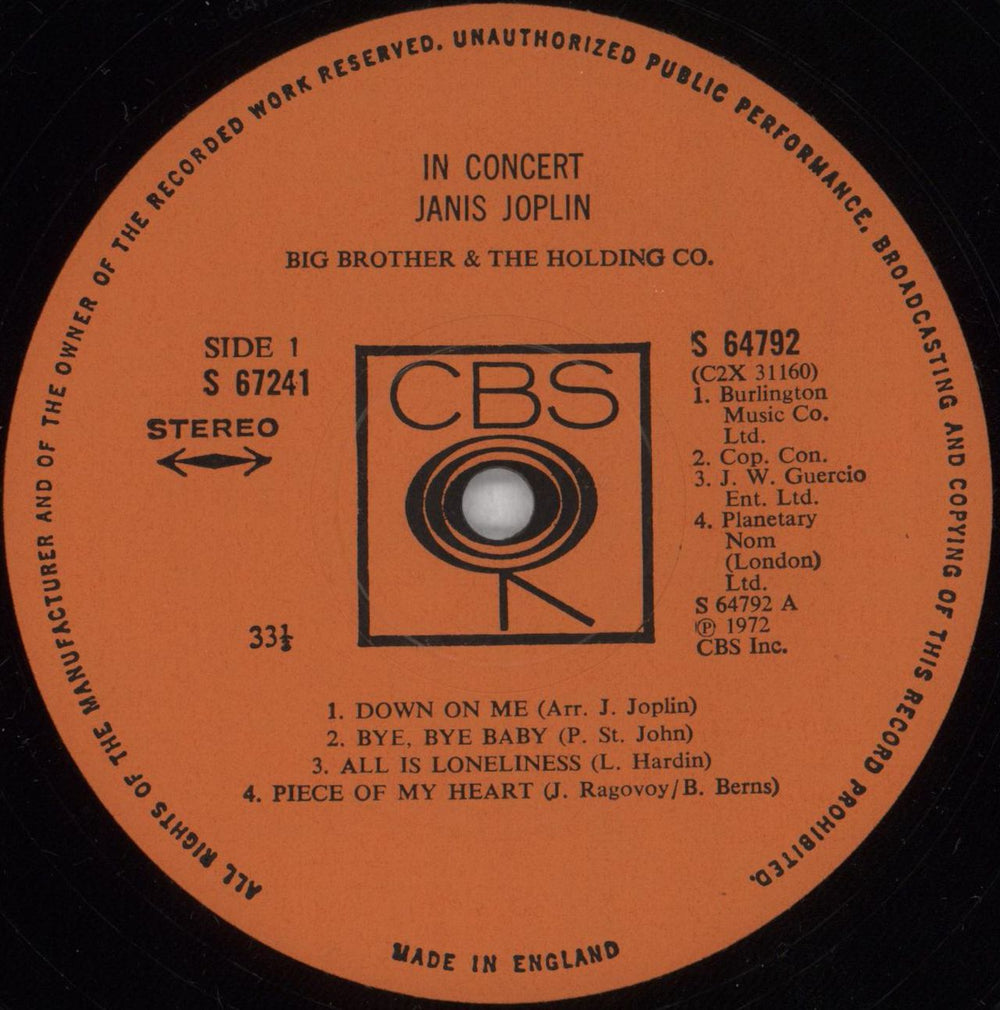 ALL RIGHTS OF THE MANUFACTURER AND OF THE OWNER OF THE RECORDED WORK RESERVED. UNAUTHORIZED PUBLIC PERFORMANCE, BROADCASTING AND COPYING OF THIS RECORD PROHIBITED.
IN CONCERT
JANIS JOPLIN
BIG BROTHER & THE HOLDING CO.
SIDE 1
S 67241
STEREO
33⅓
CBS
S 64792
(C2X 31160)
1. Burlington
Music Co.
Ltd.
2. Cop. Con.
3. J. W. Guercio
Ent. Ltd.
4. Planetary
Nom
(London)
Ltd.
S 64792 A
℗ 1972
CBS Inc.
1. DOWN ON ME (Arr. J. Joplin)
2. BYE, BYE BABY (P. St. John)
3. ALL IS LONELINESS (L. Hardin)
4. PIECE OF MY HEART (J. Ragovoy/B. Berns)
MADE IN ENGLAND